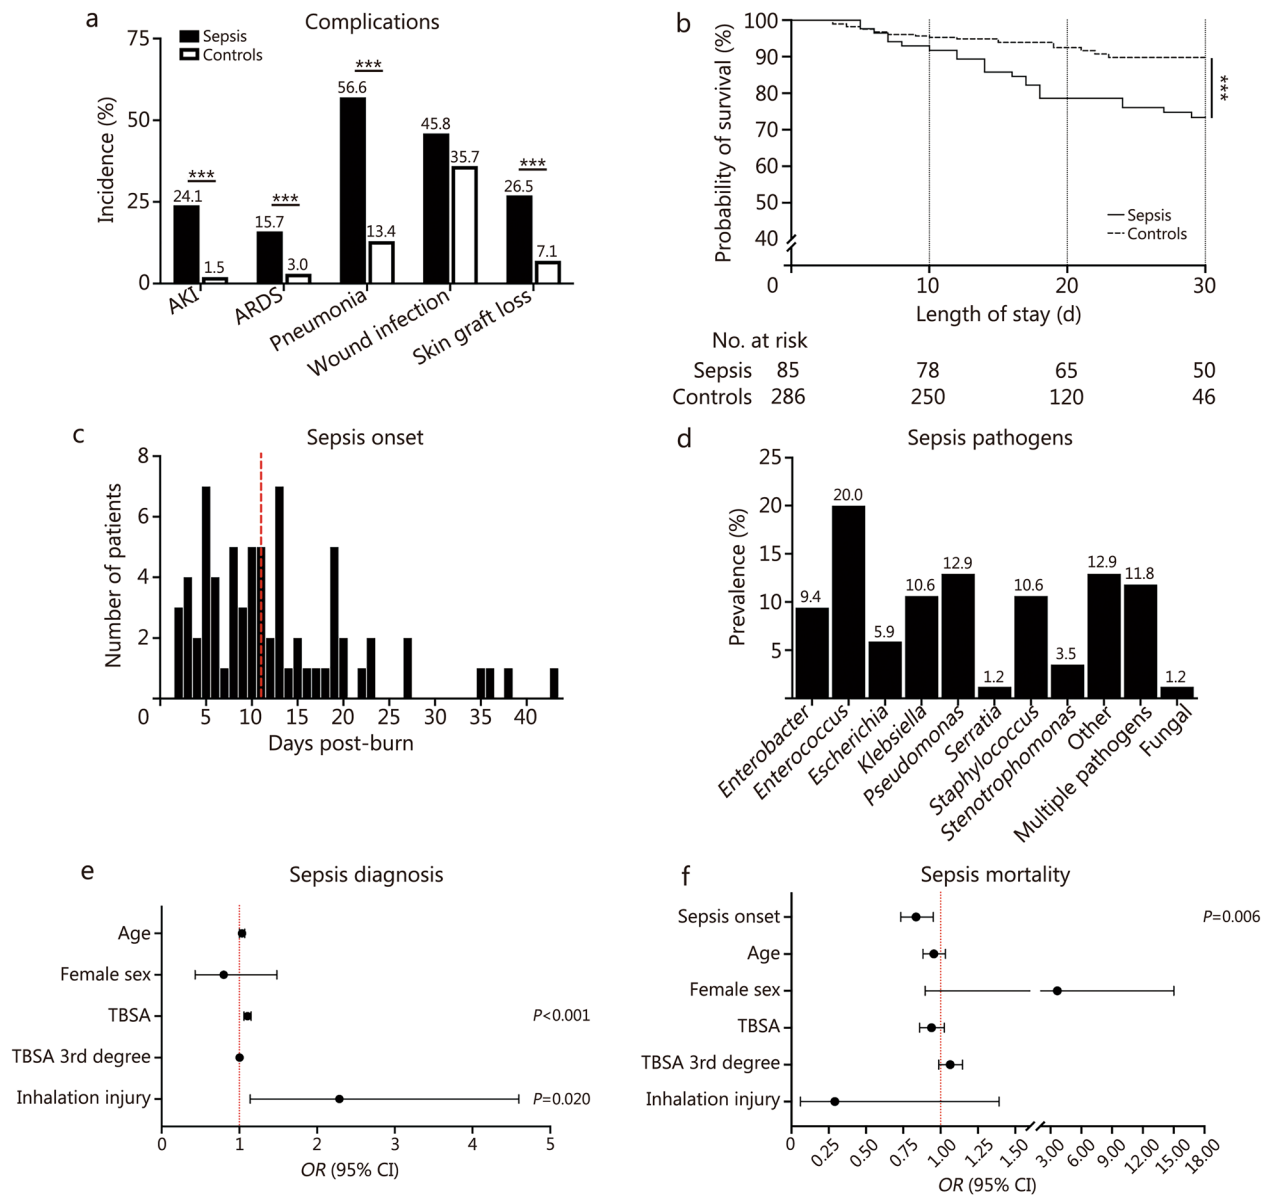 a
Complications
Sepsis
Controls
Incidence (%)
75
50
25
0
24.1
***
1.5
15.7
***
3.0
56.6
***
13.4
45.8
35.7
26.5
***
7.1
AKI
ARDS
Pneumonia
Wound infection
Skin graft loss
b
Probability of survival (%)
100
90
80
70
60
50
40
0
10
20
30
***
Sepsis
Controls
Length of stay (d)
No. at risk
Sepsis 85 78 65 50
Controls 286 250 120 46
c
Sepsis onset
Number of patients
8
6
4
2
0 5 10 15 20 25 30 35 40
Days post-burn
d
Sepsis pathogens
Prevalence (%)
25
20
15
10
5
9.4
20.0
5.9
10.6
12.9
1.2
10.6
3.5
12.9
11.8
1.2
Enterobacter
Enterococcus
Escherichia
Klebsiella
Pseudomonas
Serratia
Staphylococcus
Stenotrophomonas
Other
Multiple pathogens
Fungal
e
Sepsis diagnosis
Age
Female sex
TBSA P<0.001
TBSA 3rd degree
Inhalation injury P=0.020
0 1 2 3 4 5
OR (95% CI)
f
Sepsis mortality
Sepsis onset P=0.006
Age
Female sex
TBSA
TBSA 3rd degree
Inhalation injury
0 0.25 0.50 0.75 1.00 1.25 1.50 3.00 6.00 9.00 12.00 15.00 18.00
OR (95% CI)